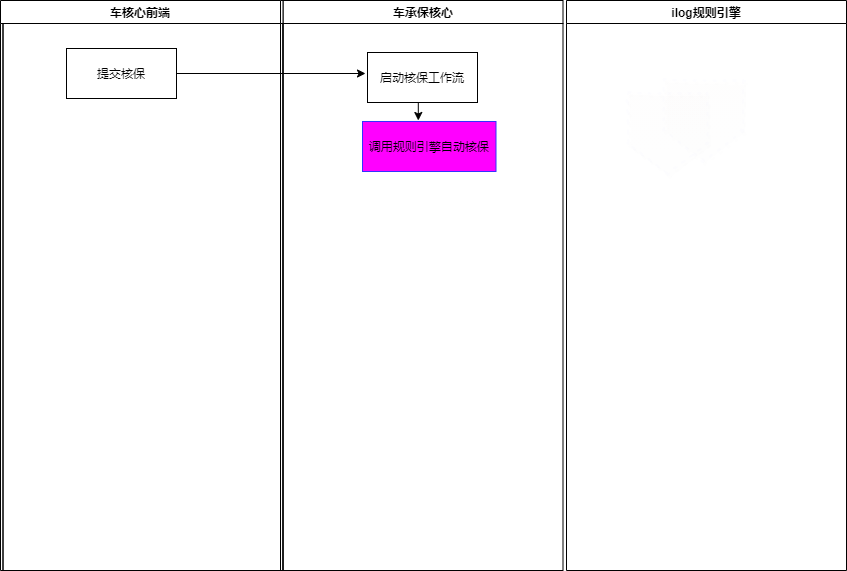 车核心前端
车承保核心
ilog规则引擎
提交核保
启动核保工作流
调用规则引擎自动核保